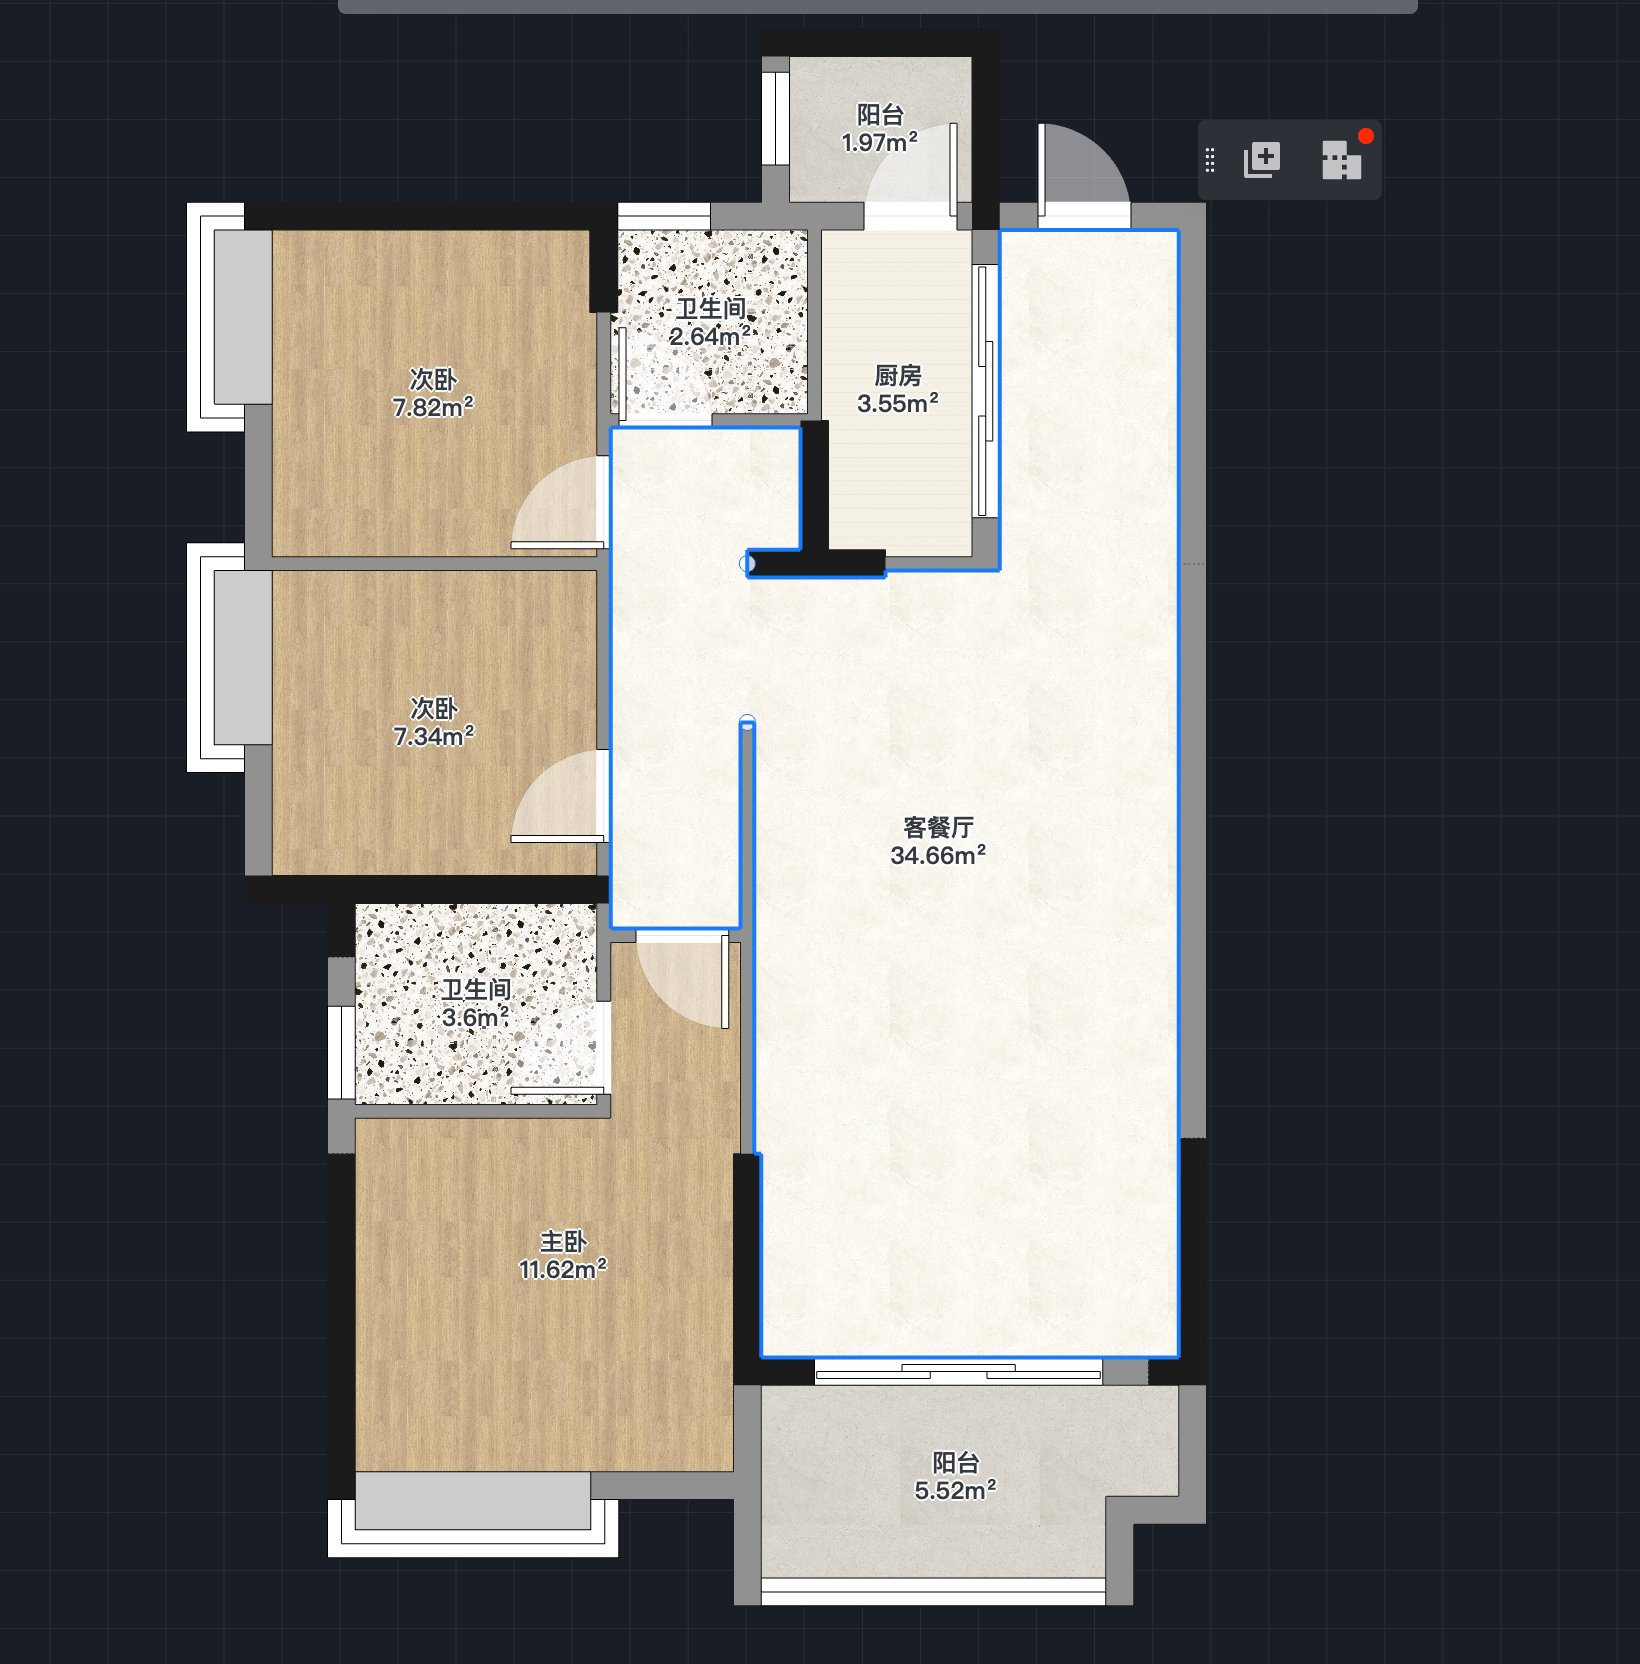 阳台
1.97m²
卫生间
2.64m²
次卧
7.82m²
厨房
3.55m²
次卧
7.34m²
客餐厅
34.66m²
卫生间
3.6m²
主卧
11.62m²
阳台
5.52m²